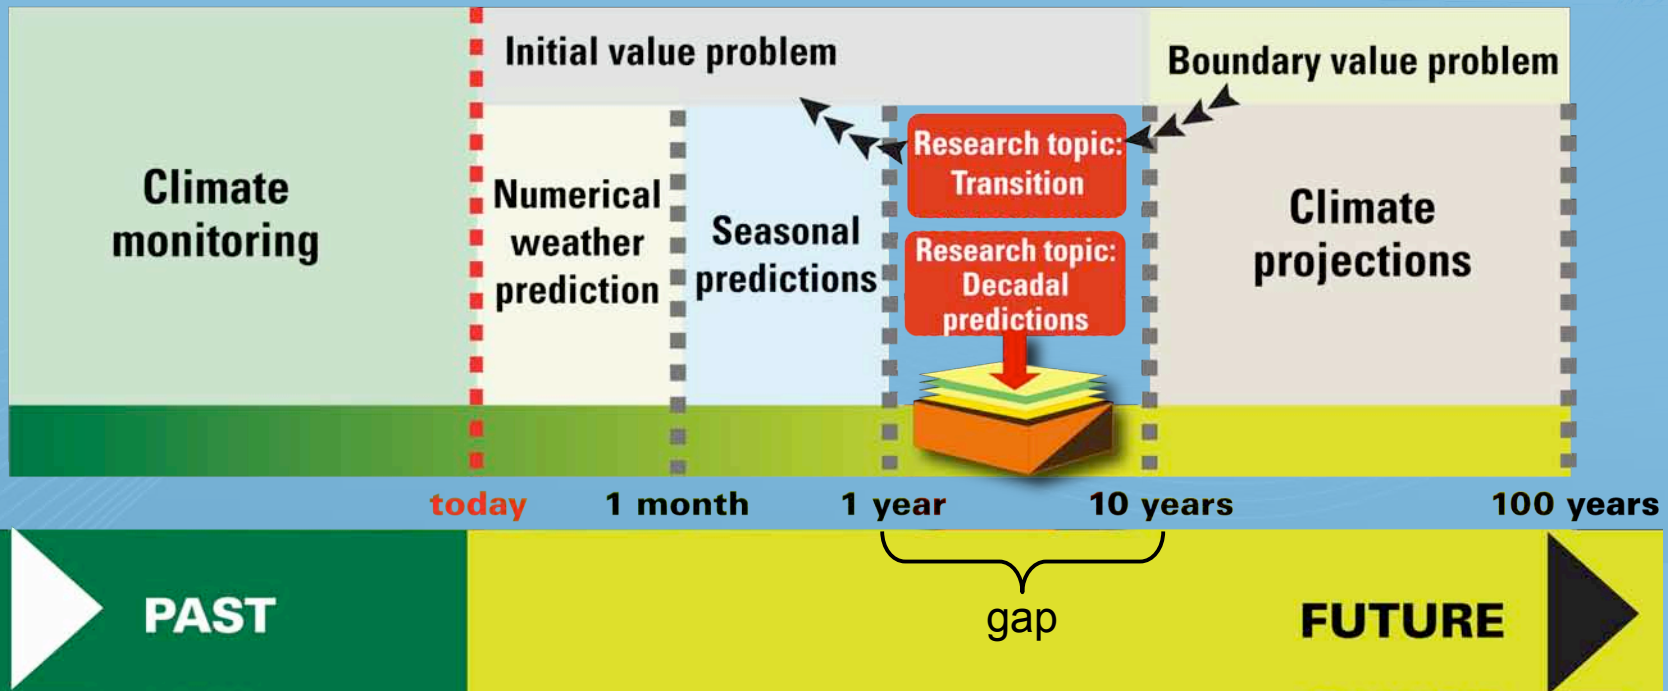 Initial value problem
Boundary value problem
Climate
monitoring
Numerical
weather
prediction
Seasonal
predictions
Research topic:
Transition
Research topic:
Decadal
predictions
Climate
projections
today
1 month
1 year
10 years
100 years
PAST
gap
FUTURE